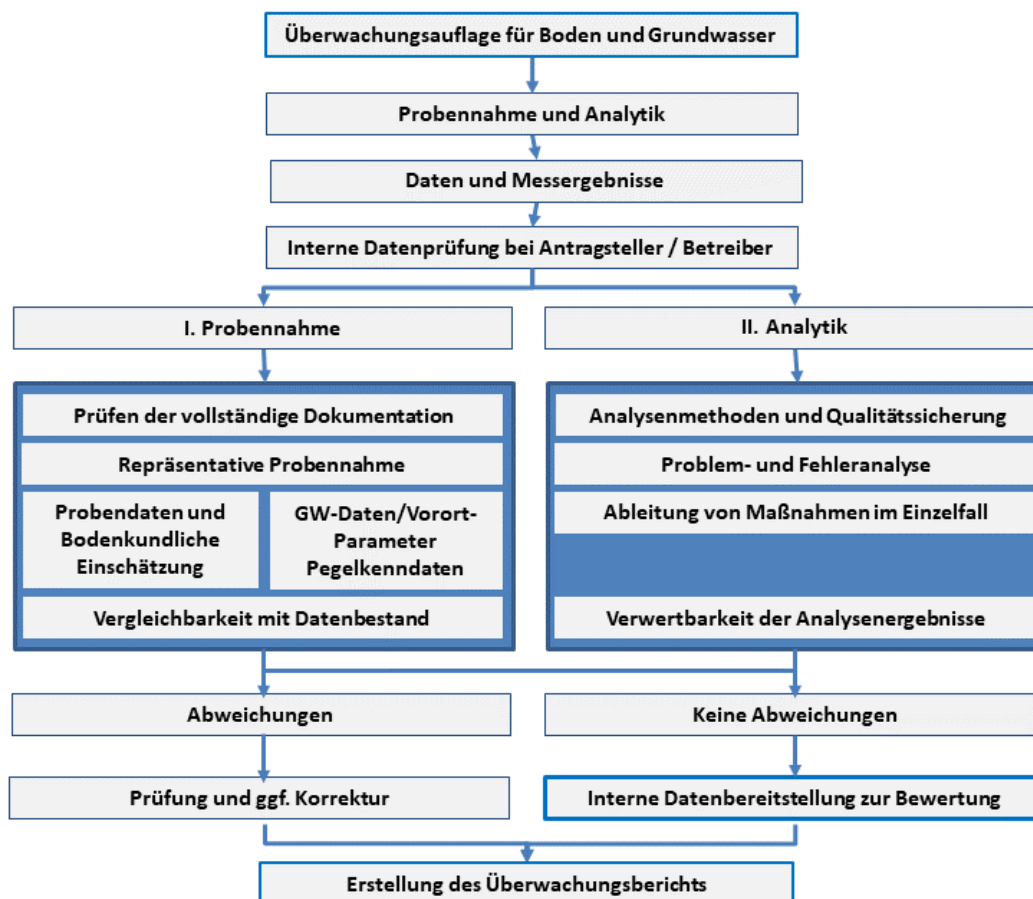 Überwachungsauflage für Boden und Grundwasser
Probennahme und Analytik
Daten und Messergebnisse
Interne Datenprüfung bei Antragsteller / Betreiber
I. Probennahme
II. Analytik
Prüfen der vollständige Dokumentation
Repräsentative Probennahme
Probendaten und
Bodenkundliche
Einschätzung
GW-Daten/Vorort-
Parameter
Pegelkenndaten
Vergleichbarkeit mit Datenbestand
Analysenmethoden und Qualitätssicherung
Problem- und Fehleranalyse
Ableitung von Maßnahmen im Einzelfall
Verwertbarkeit der Analysenergebnisse
Abweichungen
Keine Abweichungen
Prüfung und ggf. Korrektur
Interne Datenbereitstellung zur Bewertung
Erstellung des Überwachungsberichts